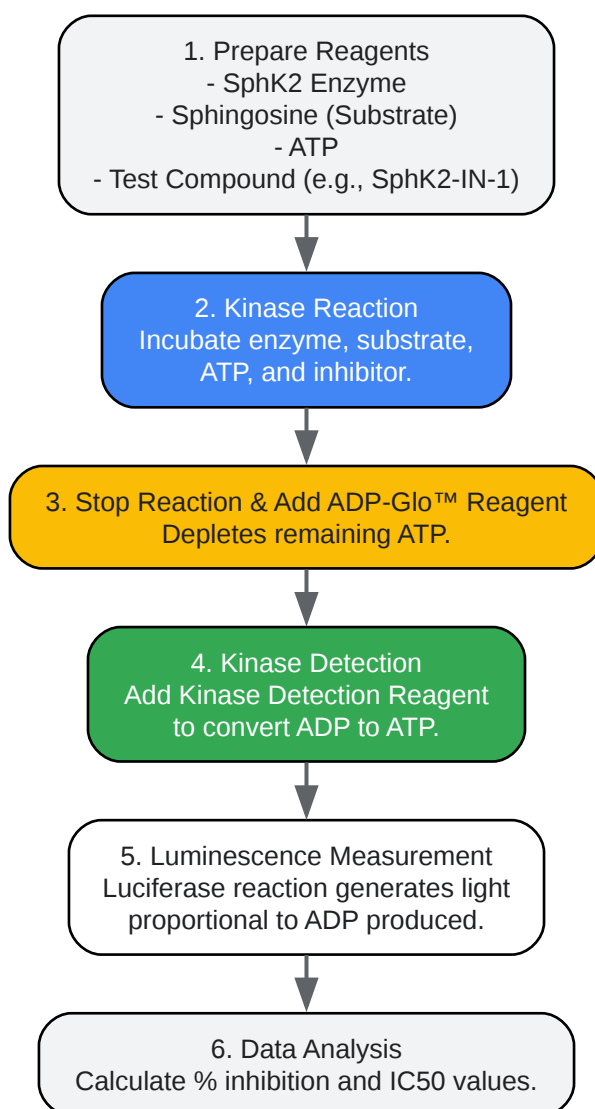 1. Prepare Reagents
- SphK2 Enzyme
- Sphingosine (Substrate)
- ATP
- Test Compound (e.g., SphK2-IN-1)
2. Kinase Reaction
Incubate enzyme, substrate,
ATP, and inhibitor.
3. Stop Reaction & Add ADP-Glo™ Reagent
Depletes remaining ATP.
4. Kinase Detection
Add Kinase Detection Reagent
to convert ADP to ATP.
5. Luminescence Measurement
Luciferase reaction generates light
proportional to ADP produced.
6. Data Analysis
Calculate % inhibition and IC50 values.